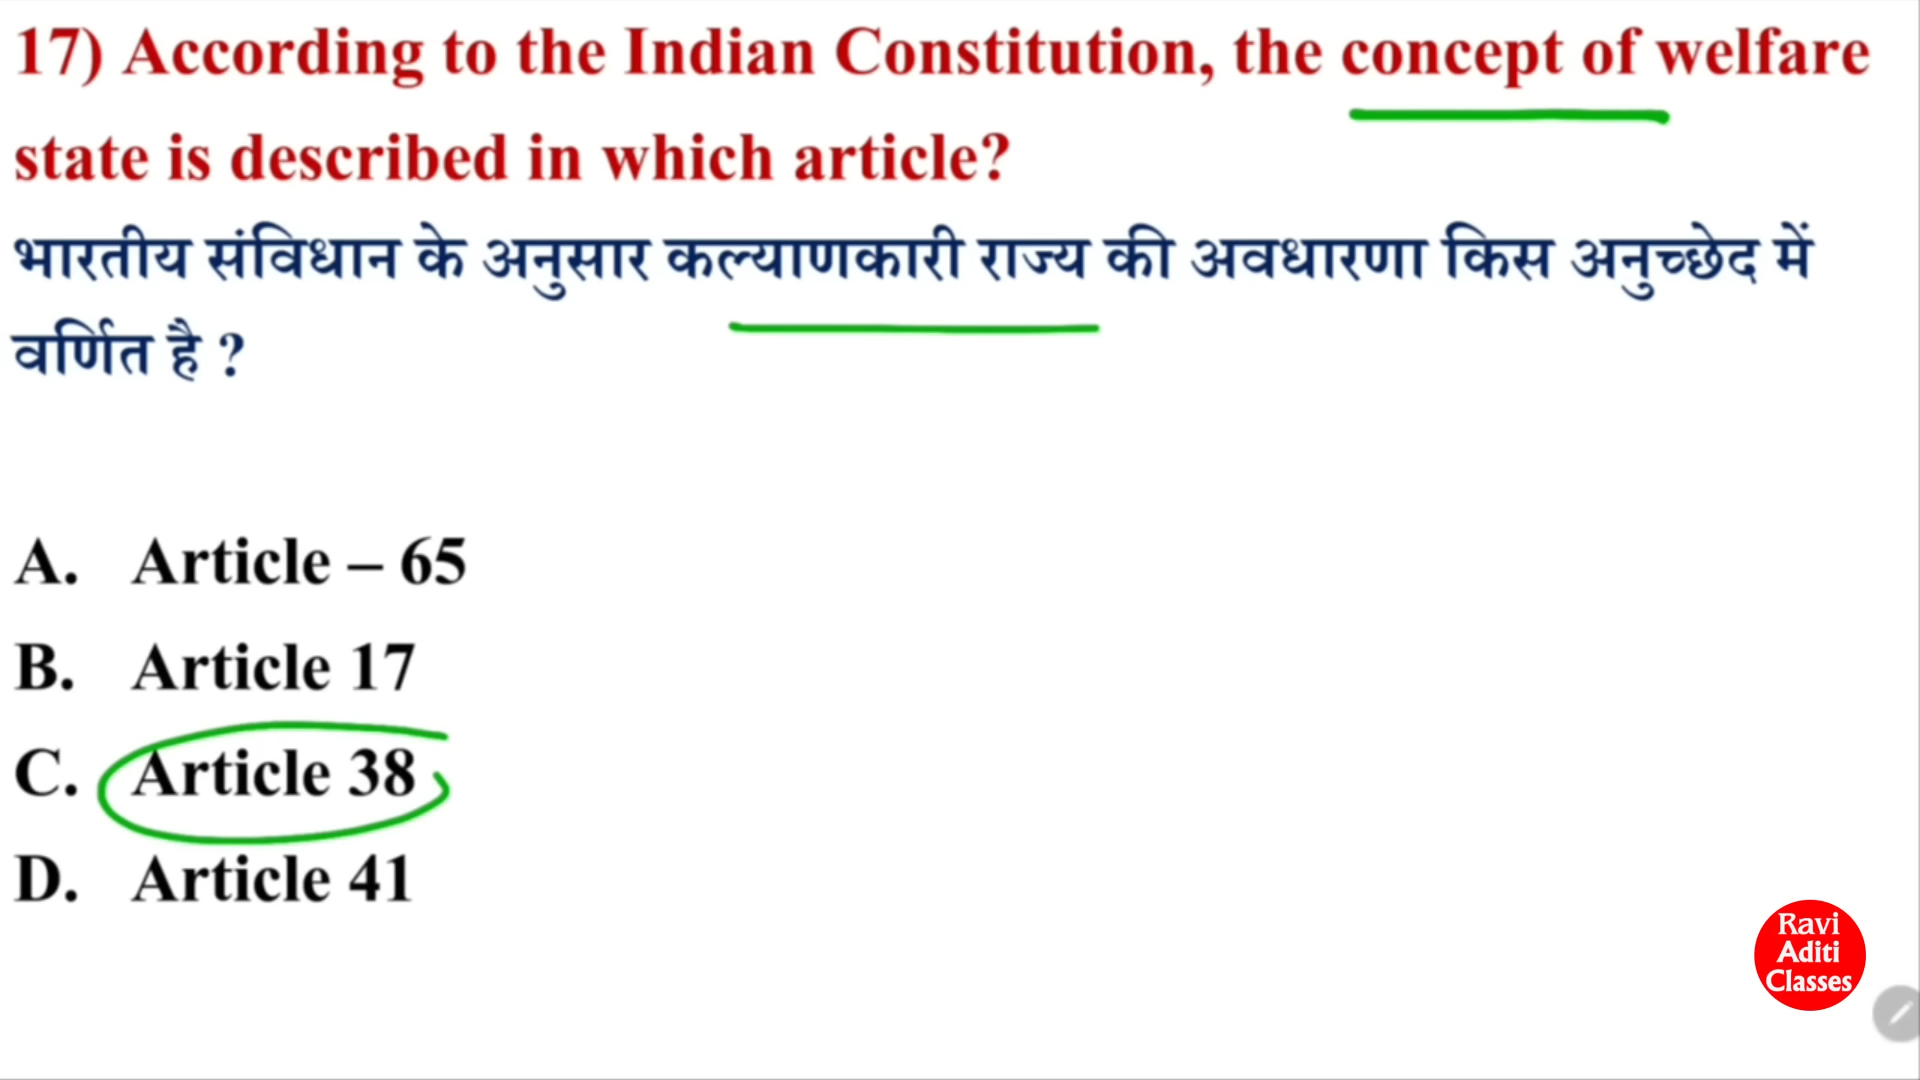 17) According to the Indian Constitution, the concept of welfare
state is described in which article?
भारतीय संविधान के अनुसार कल्याणकारी राज्य की अवधारणा किस अनुच्छेद में
वर्णित है ?
A. Article – 65
B. Article 17
C. Article 38
D. Article 41
Ravi
Aditi
Classes